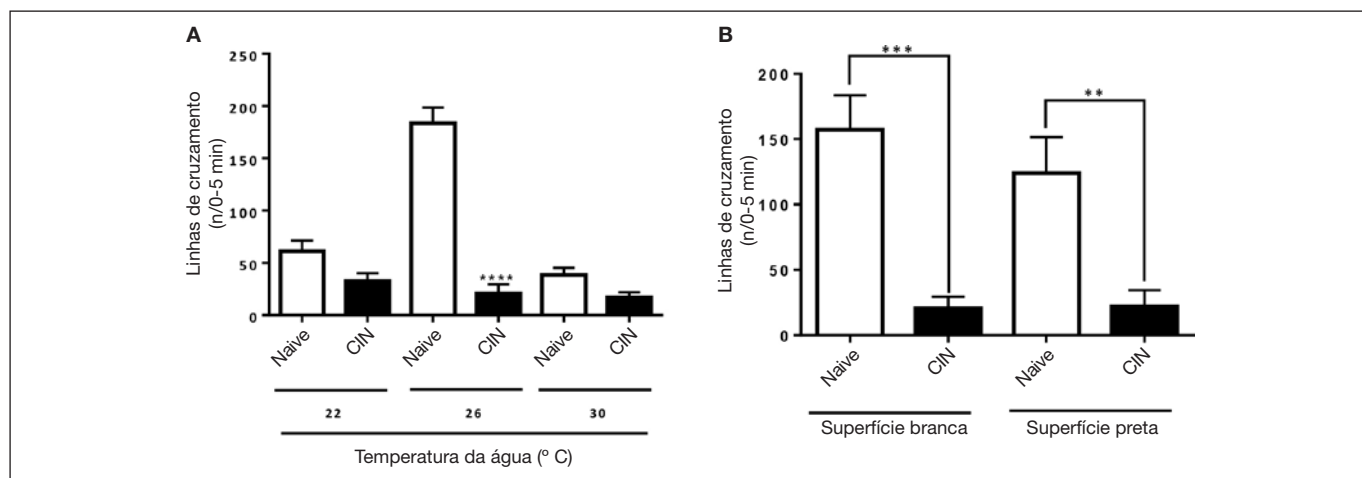 A
Linhas de cruzamento
(n/0-5 min)
250
200
150
100
50
0
****
Naive
CIN
Naive
CIN
Naive
CIN
22
26
30
Temperatura da água (º C)
B
Linhas de cruzamento
(n/0-5 min)
200
150
100
50
0
***
**
Naive
CIN
Naive
CIN
Superfície branca
Superfície preta